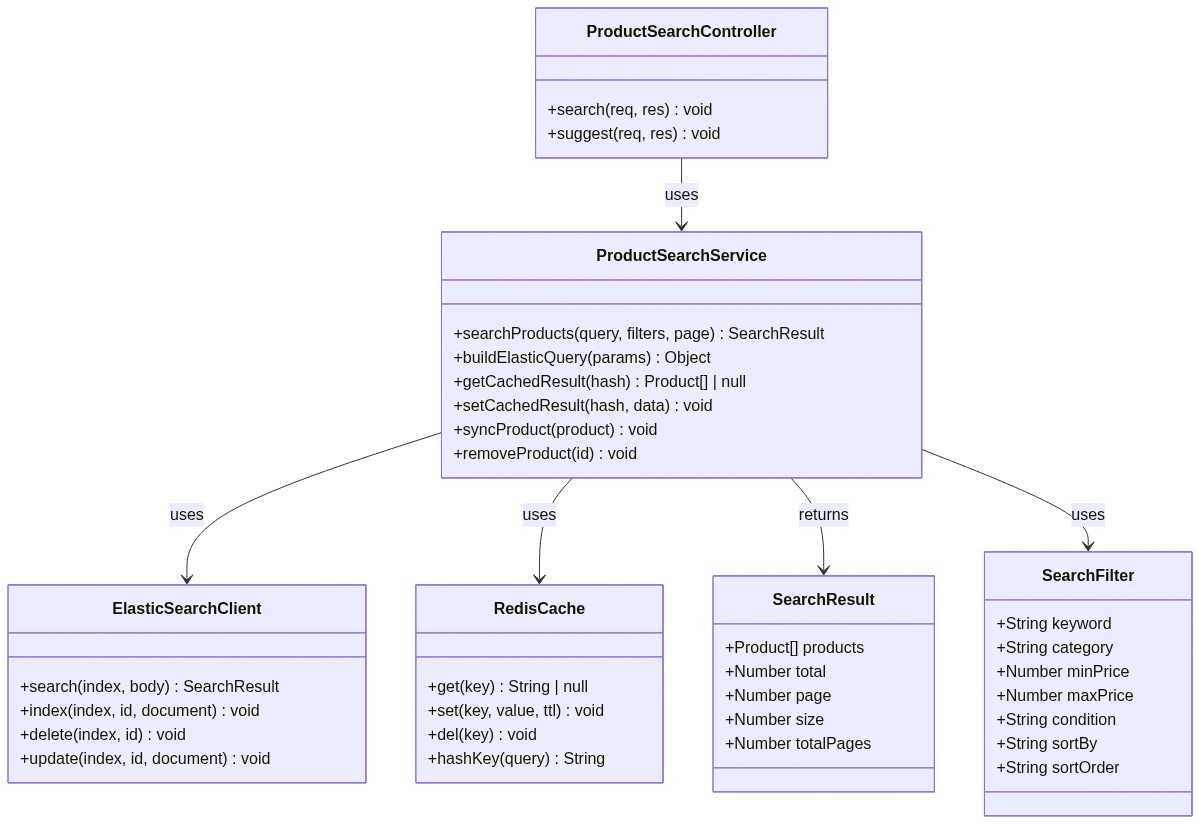 ProductSearchController
+search(req, res) : void
+suggest(req, res) : void
uses
ProductSearchService
+searchProducts(query, filters, page) : SearchResult
+buildElasticQuery(params) : Object
+getCachedResult(hash) : Product[] | null
+setCachedResult(hash, data) : void
+syncProduct(product) : void
+removeProduct(id) : void
uses
uses
returns
uses
ElasticSearchClient
+search(index, body) : SearchResult
+index(index, id, document) : void
+delete(index, id) : void
+update(index, id, document) : void
RedisCache
+get(key) : String | null
+set(key, value, ttl) : void
+del(key) : void
+hashKey(query) : String
SearchResult
+Product[] products
+Number total
+Number page
+Number size
+Number totalPages
SearchFilter
+String keyword
+String category
+Number minPrice
+Number maxPrice
+String condition
+String sortBy
+String sortOrder